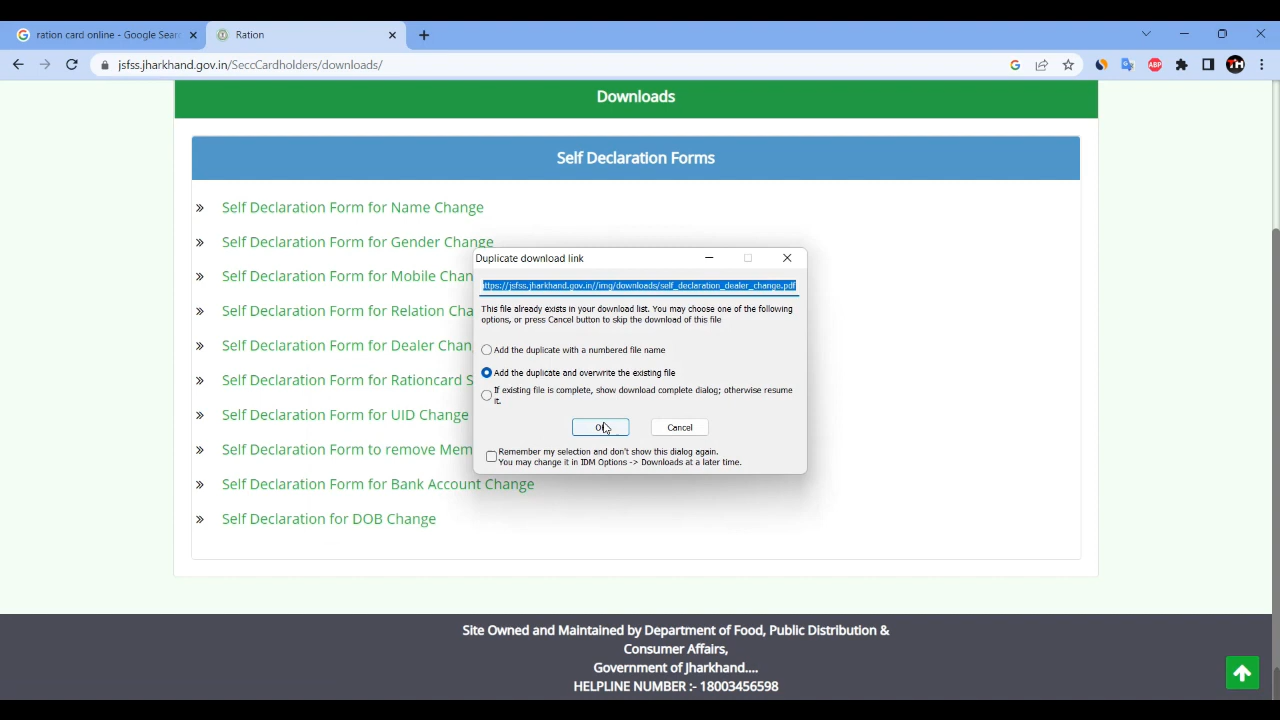 ration card online - Google Sear
Ration
jsfss.jharkhand.gov.in/SeccCardholders/downloads/
Downloads
Self Declaration Forms
Self Declaration Form for Name Change
Self Declaration Form for Gender Change
Self Declaration Form for Mobile Chan
Self Declaration Form for Relation Cha
Self Declaration Form for Dealer Chan
Self Declaration Form for Rationcard S
Self Declaration Form for UID Change
Self Declaration Form to remove Mem
Self Declaration Form for Bank Account Change
Self Declaration for DOB Change
Duplicate download link
ttps://jsfss.jharkhand.gov.in//img/downloads/self_declaration_dealer_change.pdf
This file already exists in your download list. You may choose one of the following
options, or press Cancel button to skip the download of this file
Add the duplicate with a numbered file name
Add the duplicate and overwrite the existing file
If existing file is complete, show download complete dialog; otherwise resume
it.
Cancel
Remember my selection and don't show this dialog again.
You may change it in IDM Options -> Downloads at a later time.
Site Owned and Maintained by Department of Food, Public Distribution &
Consumer Affairs,
Government of Jharkhand....
HELPLINE NUMBER :- 18003456598
ABP
TM